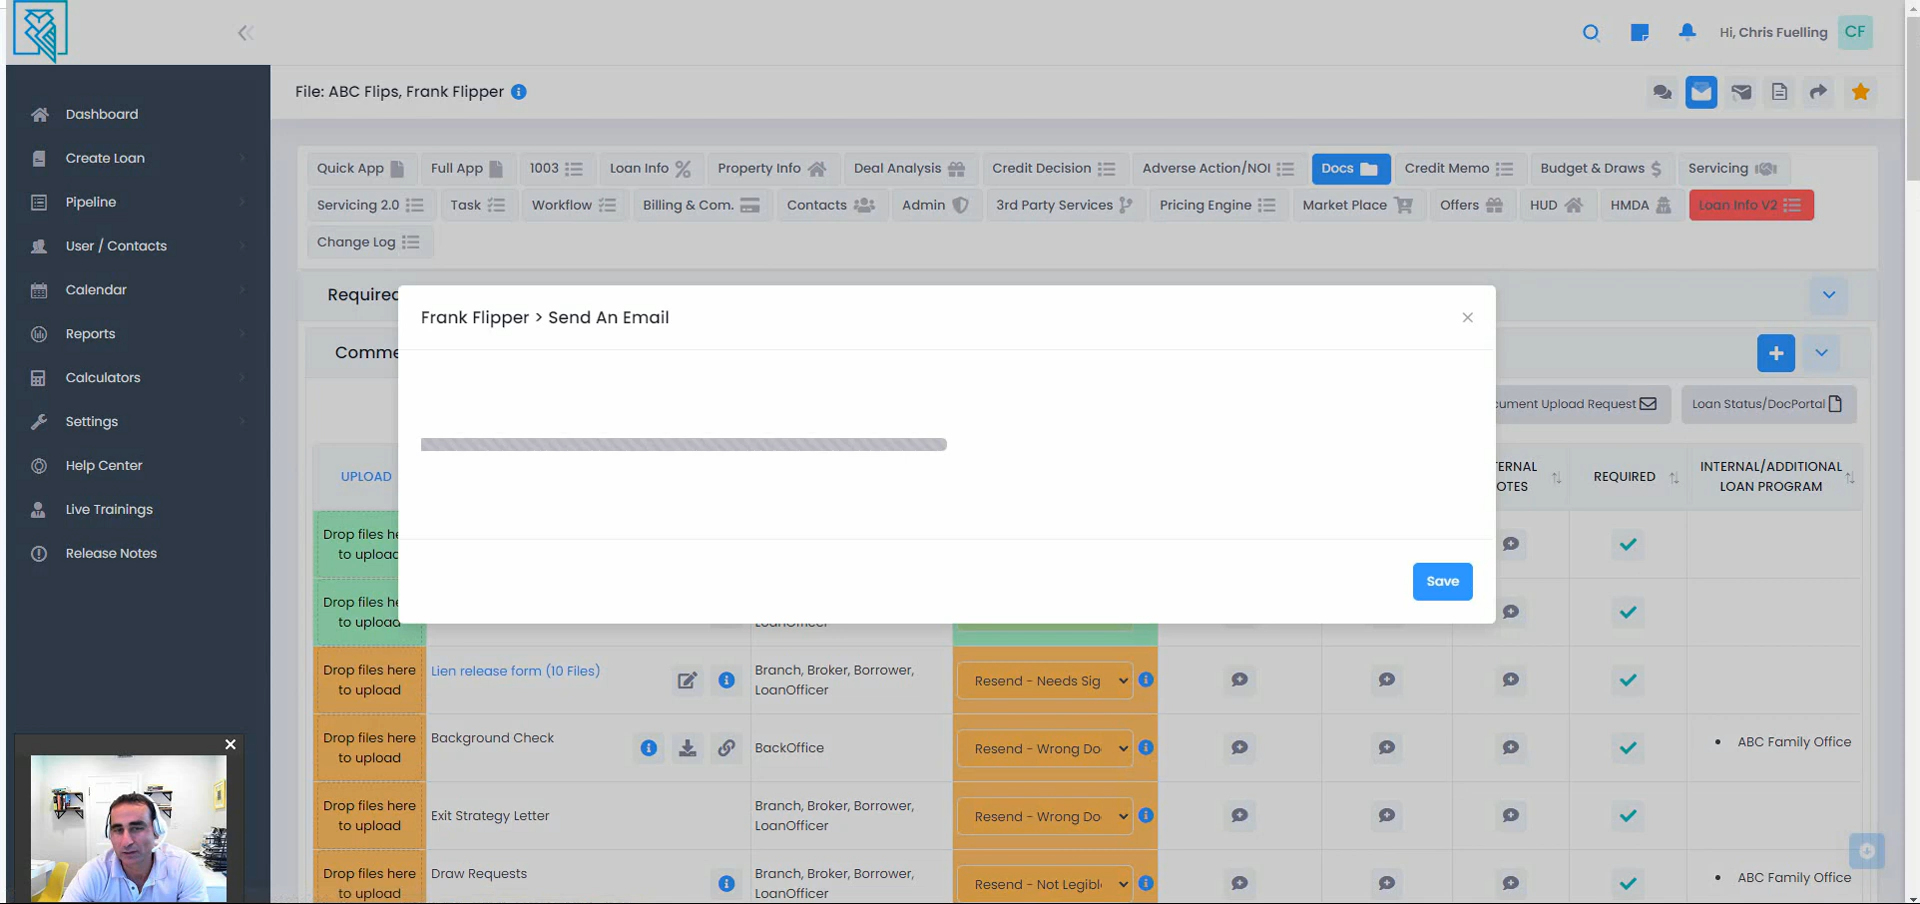 Hi, Chris Fuelling
CF
File: ABC Flips, Frank Flipper
Dashboard
Create Loan
Pipeline
User / Contacts
Calendar
Reports
Calculators
Settings
Help Center
Live Trainings
Release Notes
Quick App
Full App
1003
Loan Info
Property Info
Deal Analysis
Credit Decision
Adverse Action/NOI
Docs
Credit Memo
Budget & Draws
Servicing
Servicing 2.0
Task
Workflow
Billing & Com.
Contacts
Admin
3rd Party Services
Pricing Engine
Market Place
Offers
HUD
HMDA
Loan Info V2
Change Log
Required
Frank Flipper > Send An Email
Comme
cument Upload Request
Loan Status/DocPortal
UPLOAD
ERNAL
OTES
REQUIRED
INTERNAL/ADDITIONAL
LOAN PROGRAM
Drop files he
to upload
Save
Drop files he
to upload
LoanOfficer
Drop files here
to upload
Lien release form (10 Files)
Branch, Broker, Borrower,
LoanOfficer
Resend - Needs Sig
Drop files here
to upload
Background Check
BackOffice
Resend - Wrong Do
ABC Family Office
Drop files here
to upload
Exit Strategy Letter
Branch, Broker, Borrower,
LoanOfficer
Resend - Wrong Do
Drop files here
to upload
Draw Requests
Branch, Broker, Borrower,
LoanOfficer
Resend - Not Legibl
ABC Family Office